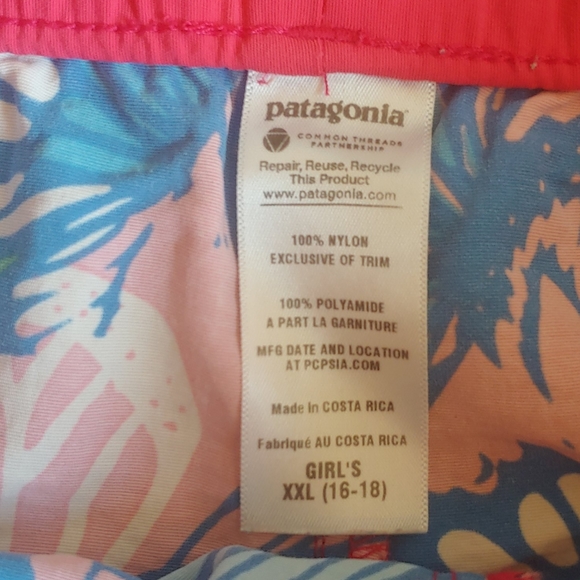 patagonia
COMMON THREADS
PARTNERSHIP
Repair, Reuse, Recycle
This Product
www.patagonia.com
100% NYLON
EXCLUSIVE OF TRIM
100% POLYAMIDE
A PART LA GARNITURE
MFG DATE AND LOCATION
AT PCPSIA.COM
Made in COSTA RICA
Fabriqué AU COSTA RICA
GIRL'S
XXL (16-18)